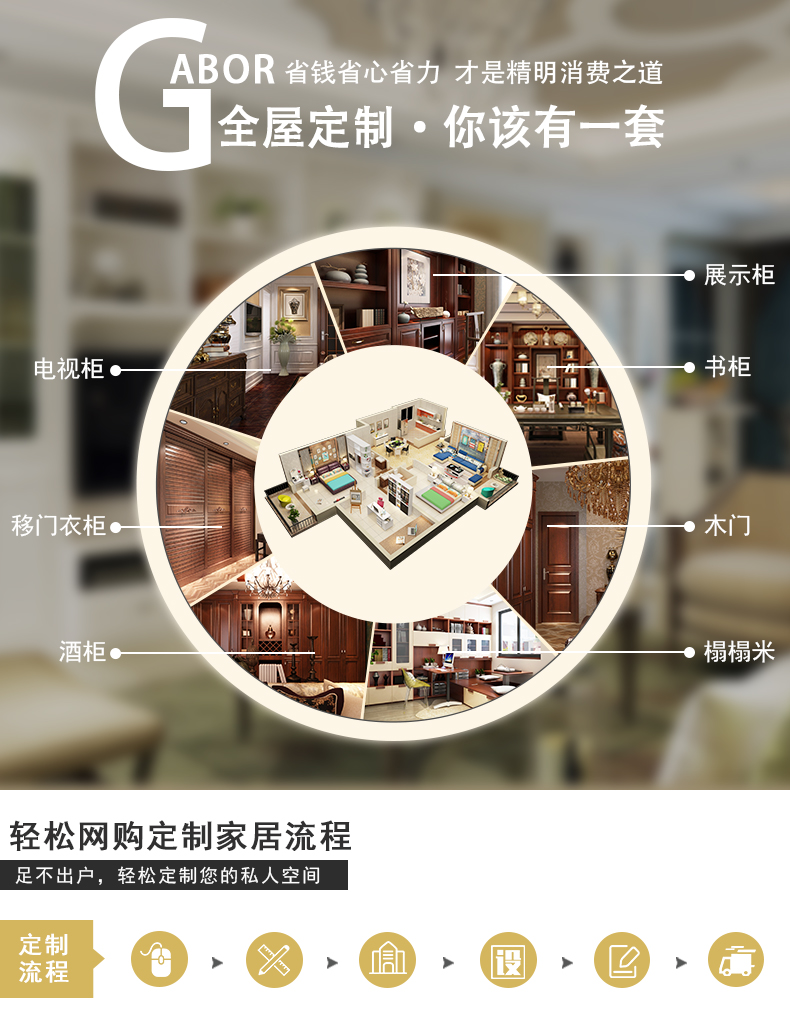 GABOR 省钱省心省力 才是精明消费之道
全屋定制·你该有一套
展示柜
电视柜
书柜
移门衣柜
木门
酒柜
榻榻米
轻松网购定制家居流程
足不出户，轻松定制您的私人空间
定制
流程
设